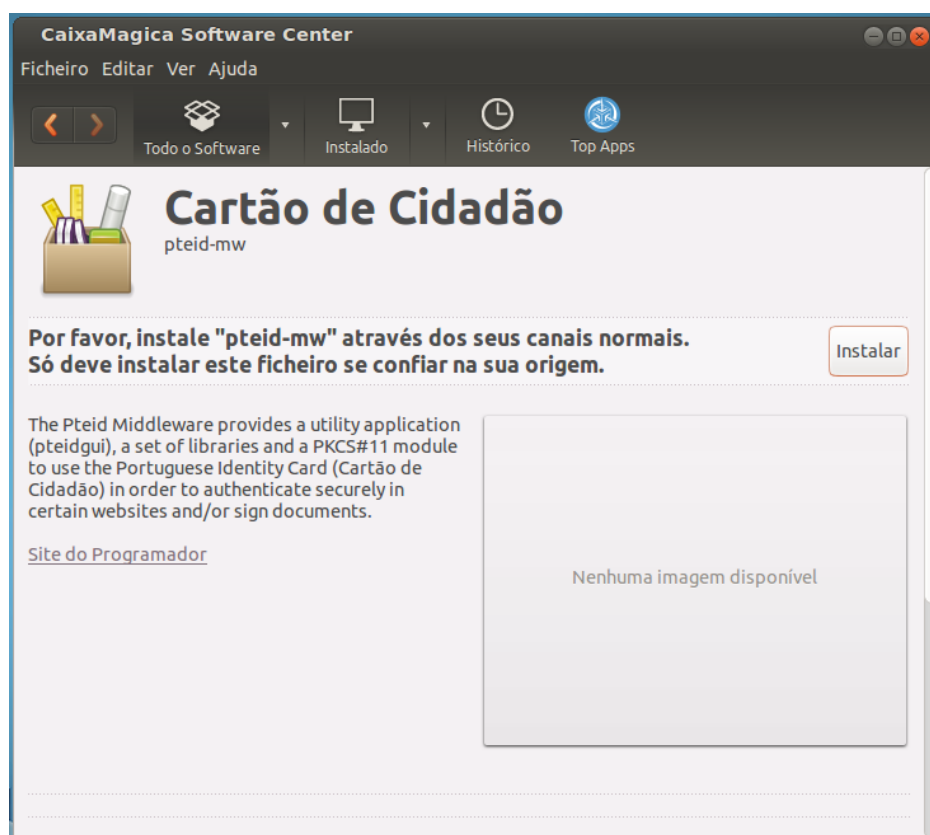 CaixaMagica Software Center
Ficheiro Editar Ver Ajuda
Todo o Software
Instalado
Histórico
Top Apps
Cartão de Cidadão
pteid-mw
Por favor, instale "pteid-mw" através dos seus canais normais.
Só deve instalar este ficheiro se confiar na sua origem.
Instalar
The Pteid Middleware provides a utility application
(pteidgui), a set of libraries and a PKCS#11 module
to use the Portuguese Identity Card (Cartão de
Cidadão) in order to authenticate securely in
certain websites and/or sign documents.
Site do Programador
Nenhuma imagem disponível